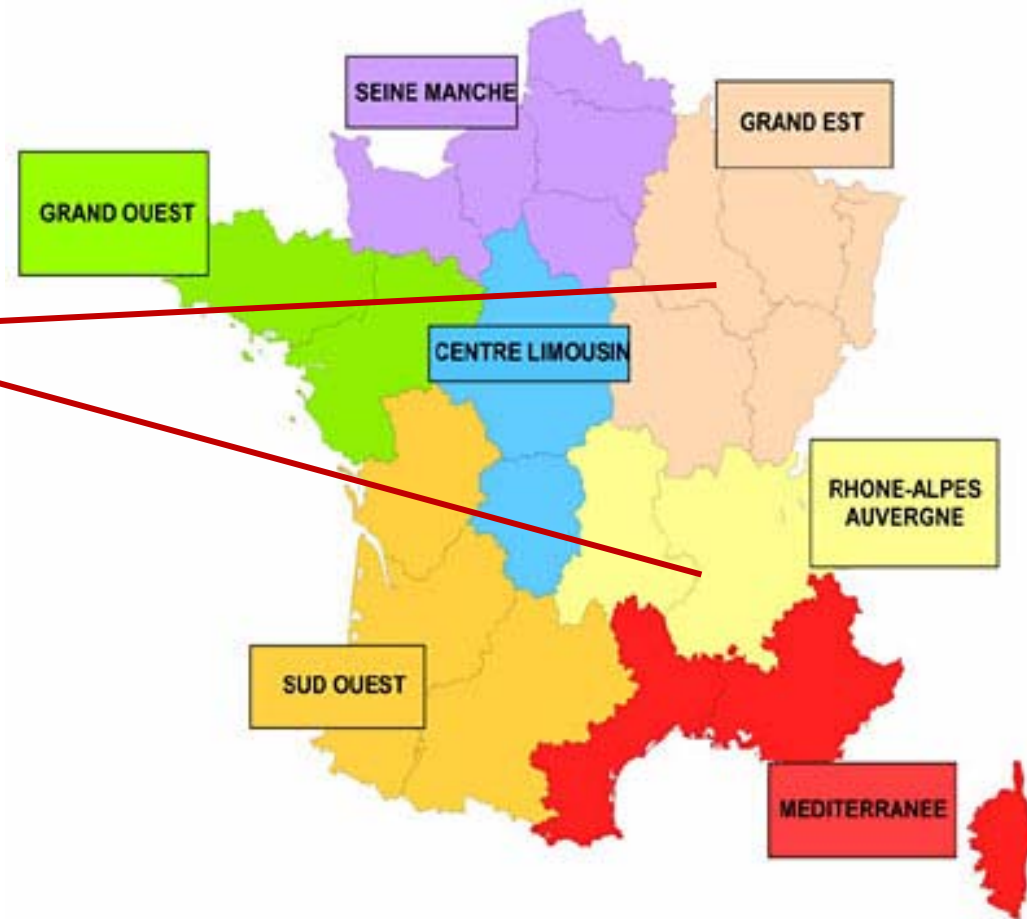 SEINE MANCHE
GRAND EST
GRAND OUEST
CENTRE LIMOUSIN
RHONE-ALPES
AUVERGNE
SUD OUEST
MEDITERRANEE